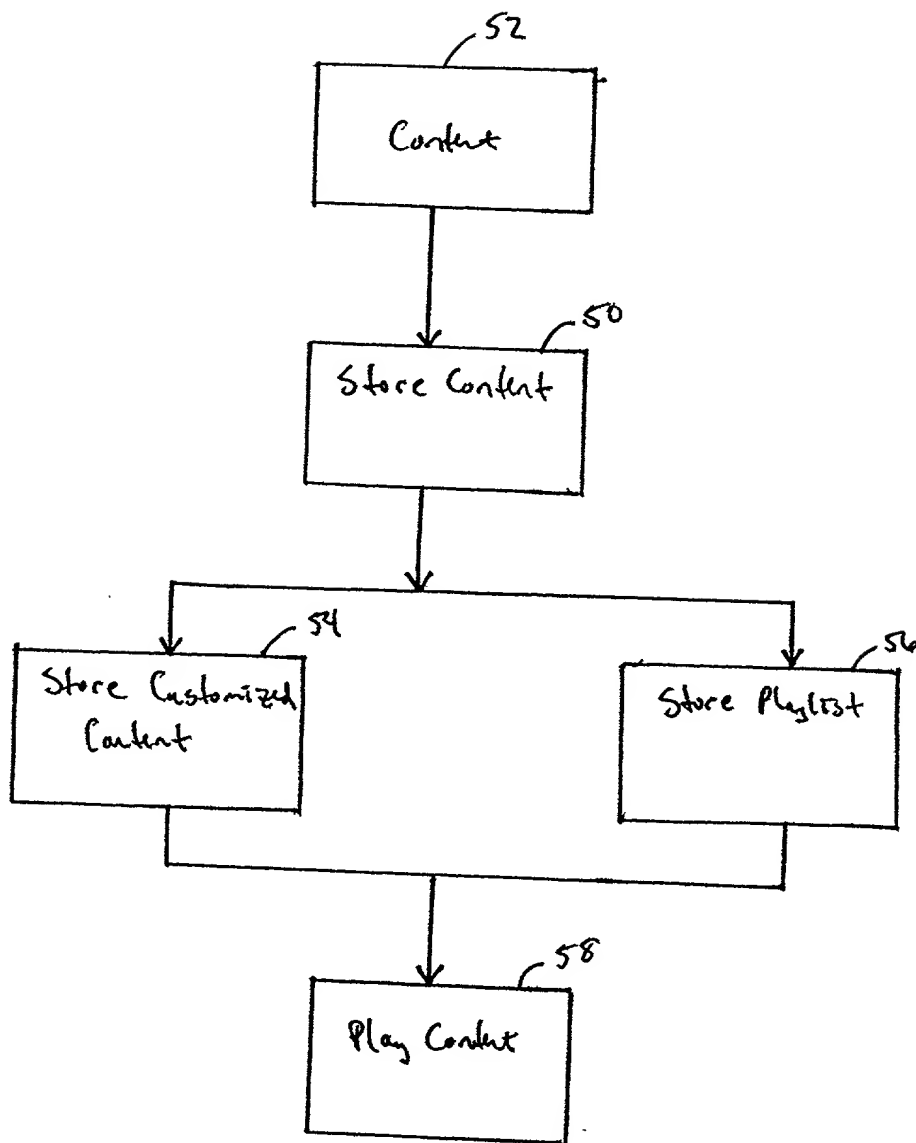 52
Content
50
Store Content
54
Store Customized
Content
56
Store Playlist
58
Play Content